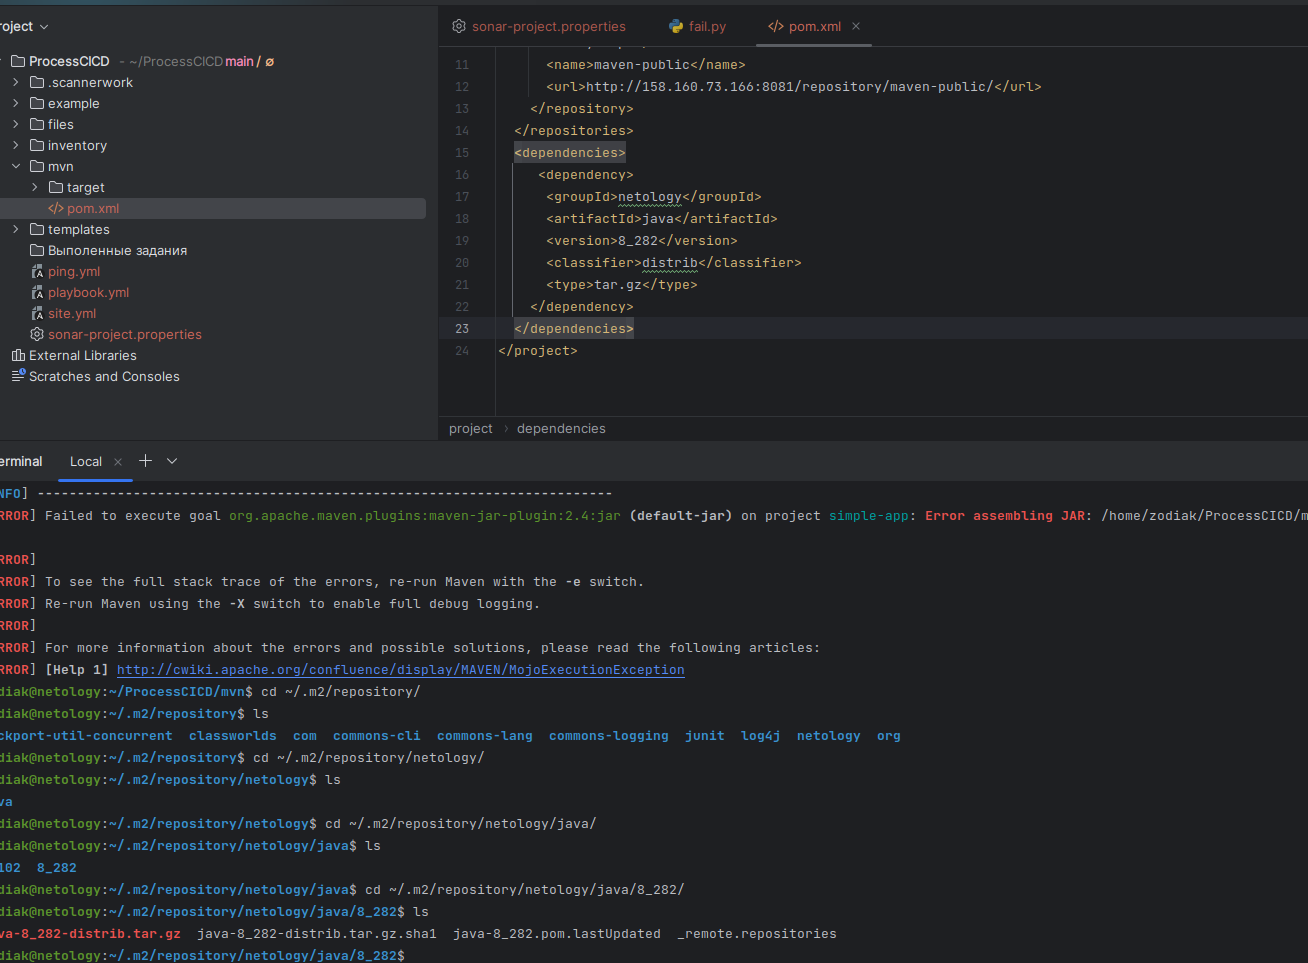 roject
sonar-project.properties
fail.py
pom.xml
ProcessCICD - ~/ProcessCICD main / ∅
.scannerwork
example
files
inventory
mvn
target
pom.xml
templates
Выполенные задания
ping.yml
playbook.yml
site.yml
sonar-project.properties
External Libraries
Scratches and Consoles
11 <name>maven-public</name>
12 <url>http://158.160.73.166:8081/repository/maven-public/</url>
13 </repository>
14 </repositories>
15 <dependencies>
16 <dependency>
17 <groupId>netology</groupId>
18 <artifactId>java</artifactId>
19 <version>8_282</version>
20 <classifier>distrib</classifier>
21 <type>tar.gz</type>
22 </dependency>
23 </dependencies>
24 </project>
project › dependencies
erminal Local
NFO] ------------------------------------------------------------------------
RROR] Failed to execute goal org.apache.maven.plugins:maven-jar-plugin:2.4:jar (default-jar) on project simple-app: Error assembling JAR: /home/zodiak/ProcessCICD/m
RROR]
RROR] To see the full stack trace of the errors, re-run Maven with the -e switch.
RROR] Re-run Maven using the -X switch to enable full debug logging.
RROR]
RROR] For more information about the errors and possible solutions, please read the following articles:
RROR] [Help 1] http://cwiki.apache.org/confluence/display/MAVEN/MojoExecutionException
diak@netology:~/ProcessCICD/mvn$ cd ~/.m2/repository/
diak@netology:~/.m2/repository$ ls
ckport-util-concurrent classworlds com commons-cli commons-lang commons-logging junit log4j netology org
diak@netology:~/.m2/repository$ cd ~/.m2/repository/netology/
diak@netology:~/.m2/repository/netology$ ls
va
diak@netology:~/.m2/repository/netology$ cd ~/.m2/repository/netology/java/
diak@netology:~/.m2/repository/netology/java$ ls
102 8_282
diak@netology:~/.m2/repository/netology/java$ cd ~/.m2/repository/netology/java/8_282/
diak@netology:~/.m2/repository/netology/java/8_282$ ls
va-8_282-distrib.tar.gz java-8_282-distrib.tar.gz.sha1 java-8_282.pom.lastUpdated _remote.repositories
diak@netology:~/.m2/repository/netology/java/8_282$